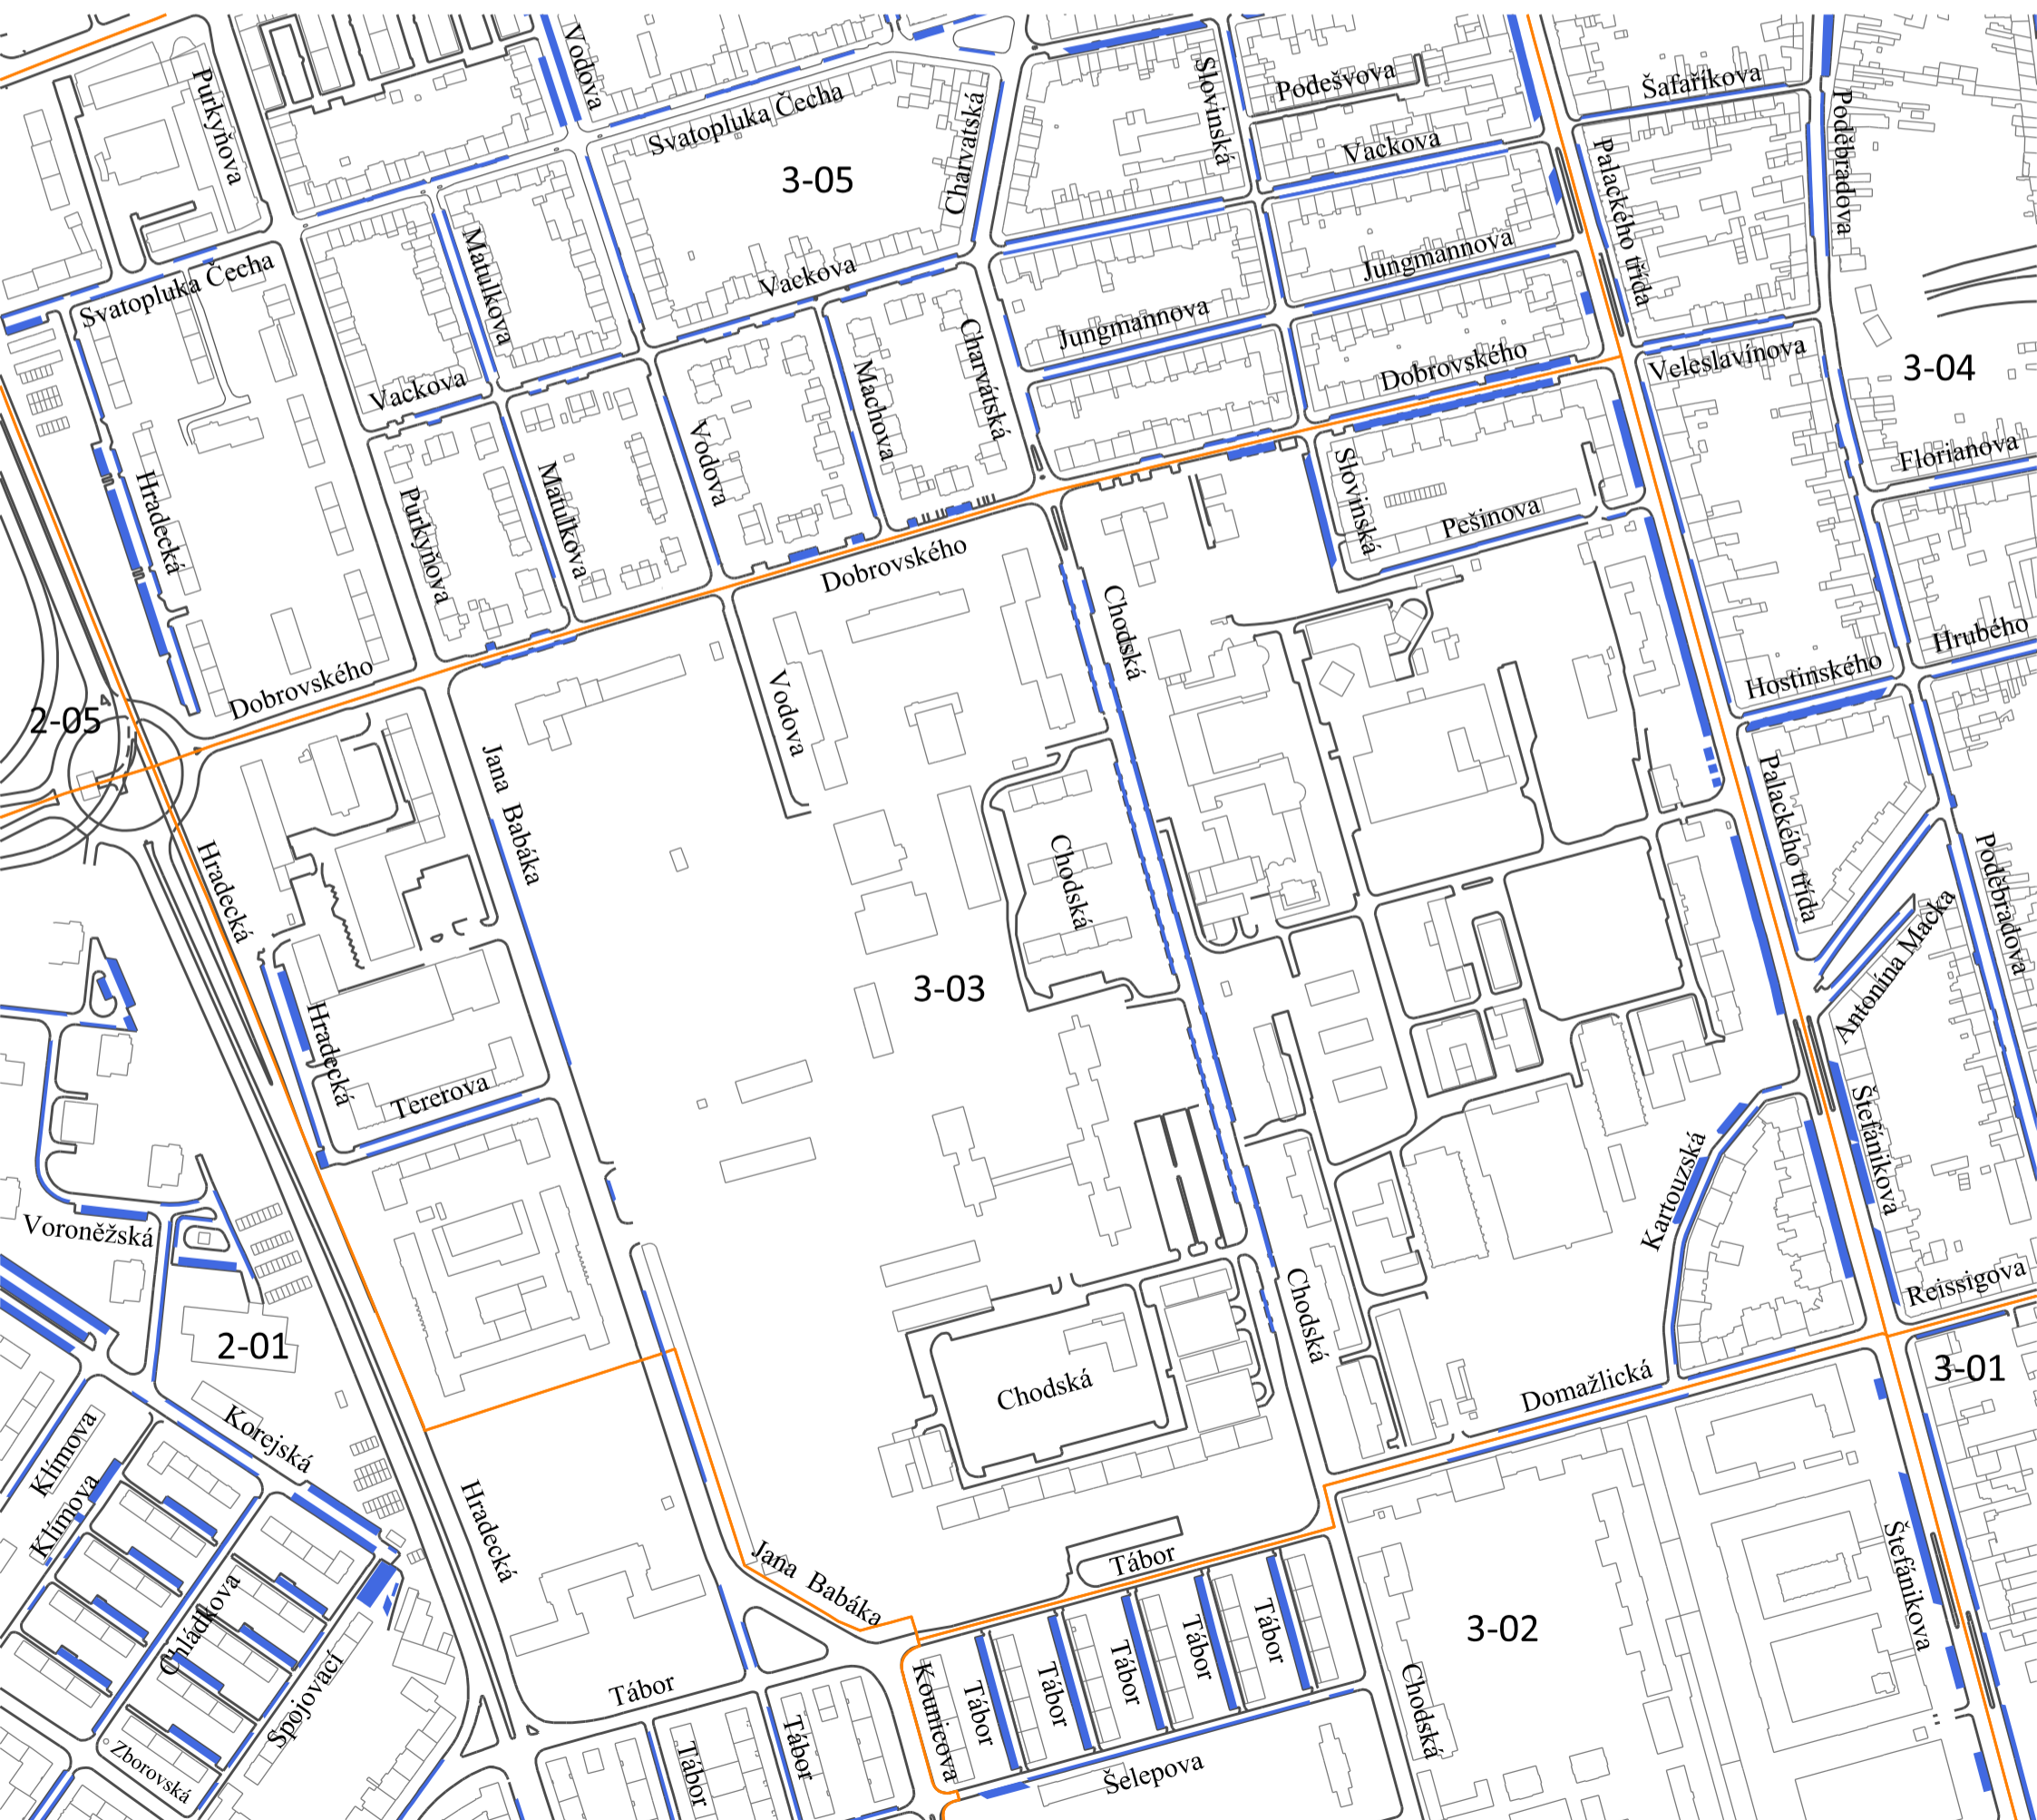 Vodova
Podešvova
Šafaříkova
Slovinská
Purkyňova
Svatopluka Čecha
Charvatská
Poděbradova
Vackova
Palackého třída
3-05
Matulkova
Jungmannova
Vackova
Svatopluka Čecha
Jungmannova
Charvátská
Veleslavínova
Dobrovského
3-04
Vackova
Machova
Vodova
Slovinská
Florianova
Hradecká
Matulkova
Purkyňova
Pešinova
Dobrovského
Chodská
Hrubého
Hostinského
Dobrovského
Vodova
2-05
Jana Babáka
Palackého třída
Hradecká
Chodská
Poděbradova
Antonína Macka
3-03
Hradecká
Tererova
Štefánikova
Kartouzská
Voroněžská
Chodská
Reissigova
2-01
3-01
Chodská
Domažlická
Korejská
Klímova
Klímova
Hradecká
Štefánikova
Jana Babáka
Tábor
Chládkova
3-02
Tábor
Tábor
Tábor
Tábor
Tábor
Kounicova
Tábor
Spojovací
Chodská
Tábor
Tábor
Zborovská
Šelepova